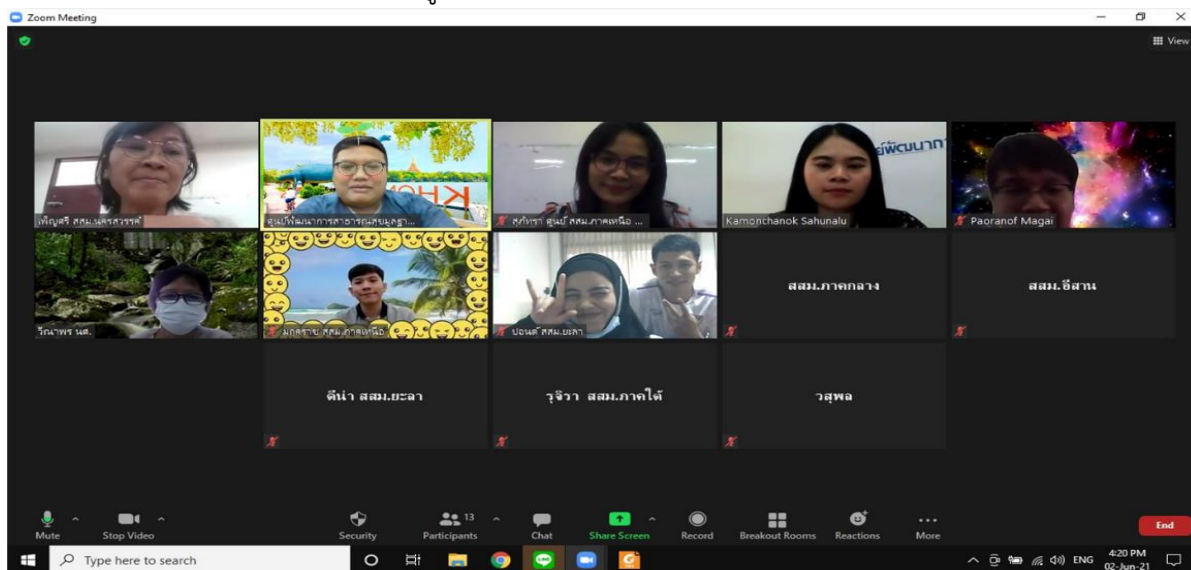 Zoom Meeting
View
เพ็ญศรี สสม.นครสวรรค์
ศูนย์พัฒนาการสาธารณสุขมูลฐา...
สุภัทรา ศูนย์ สสม.ภาคเหนือ ...
Kamonchanok Sahunalu
ย์พัฒนาก
Paoranof Magai
วีณาพร นศ.
มกุคราช สสม.ภาคเหนือ
ปอนด์ สสม.ยะลา
สสม.ภาคกลาง
สสม.อีสาน
ดีน่า สสม.ยะลา
รุจิวา สสม.ภาคใต้
วสุพล
Mute
Stop Video
Security
Participants 13
Chat
Share Screen
Record
Breakout Rooms
Reactions
More
End
Type here to search
ENG
4:20 PM
02-Jun-21